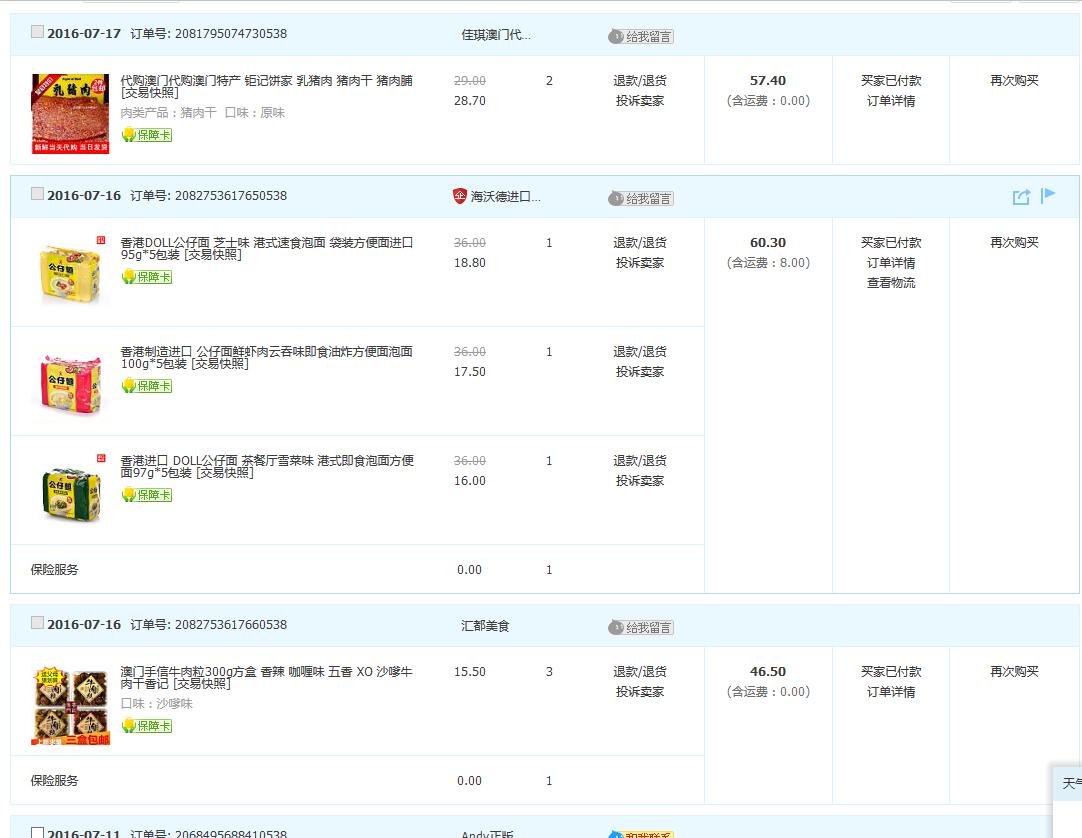 2016-07-17 订单号: 2081795074730538 佳琪澳门代... 给我留言
代购澳门代购澳门特产 钜记饼家 乳猪肉 猪肉干 猪肉脯 29.00 2 退款/退货 57.40 买家已付款 再次购买
[交易快照] 28.70 投诉卖家 (含运费：0.00) 订单详情
肉类产品：猪肉干 口味：原味
保障卡
乳猪肉
新鲜当天代购 当日发货
2016-07-16 订单号: 2082753617650538 海沃德进口... 给我留言
香港DOLL公仔面 芝士味 港式速食泡面 袋装方便面进口 36.00 1 退款/退货 60.30 买家已付款 再次购买
95g*5包装 [交易快照] 18.80 投诉卖家 (含运费：8.00) 订单详情
保障卡 查看物流
公仔麵
香港制造进口 公仔面鲜虾肉云吞味即食油炸方便面泡面 36.00 1 退款/退货
100g*5包装 [交易快照] 17.50 投诉卖家
保障卡
公仔麵
香港进口 DOLL公仔面 茶餐厅雪菜味 港式即食泡面方便 36.00 1 退款/退货
面97g*5包装 [交易快照] 16.00 投诉卖家
保障卡
公仔麵
保险服务 0.00 1
2016-07-16 订单号: 2082753617660538 汇都美食 给我留言
澳门手信牛肉粒300g方盒 香辣 咖喱味 五香 XO 沙嗲牛 15.50 3 退款/退货 46.50 买家已付款 再次购买
肉干香记 [交易快照] 投诉卖家 (含运费：0.00) 订单详情
口味：沙嗲味
保障卡
三盒包邮
保险服务 0.00 1
天气
2016-07-11 订单号: 2068495688410538 Andy正版 和我联系